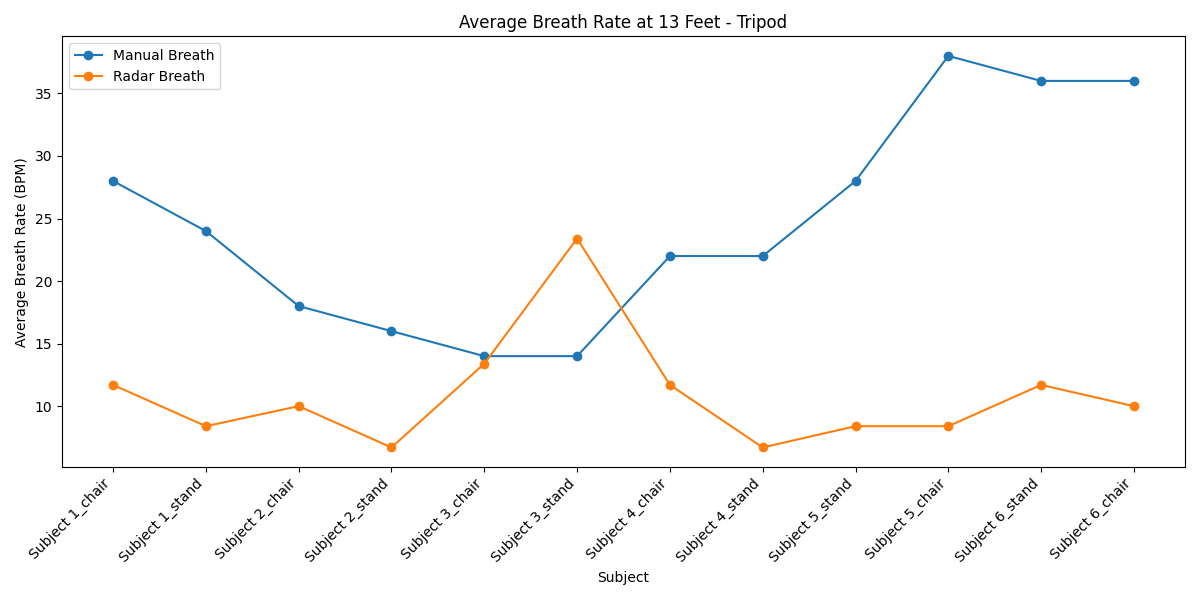 Average Breath Rate at 13 Feet - Tripod
Manual Breath
Radar Breath
Average Breath Rate (BPM)
35
30
25
20
15
10
Subject 1_chair
Subject 1_stand
Subject 2_chair
Subject 2_stand
Subject 3_chair
Subject 3_stand
Subject 4_chair
Subject 4_stand
Subject 5_stand
Subject 5_chair
Subject 6_stand
Subject 6_chair
Subject